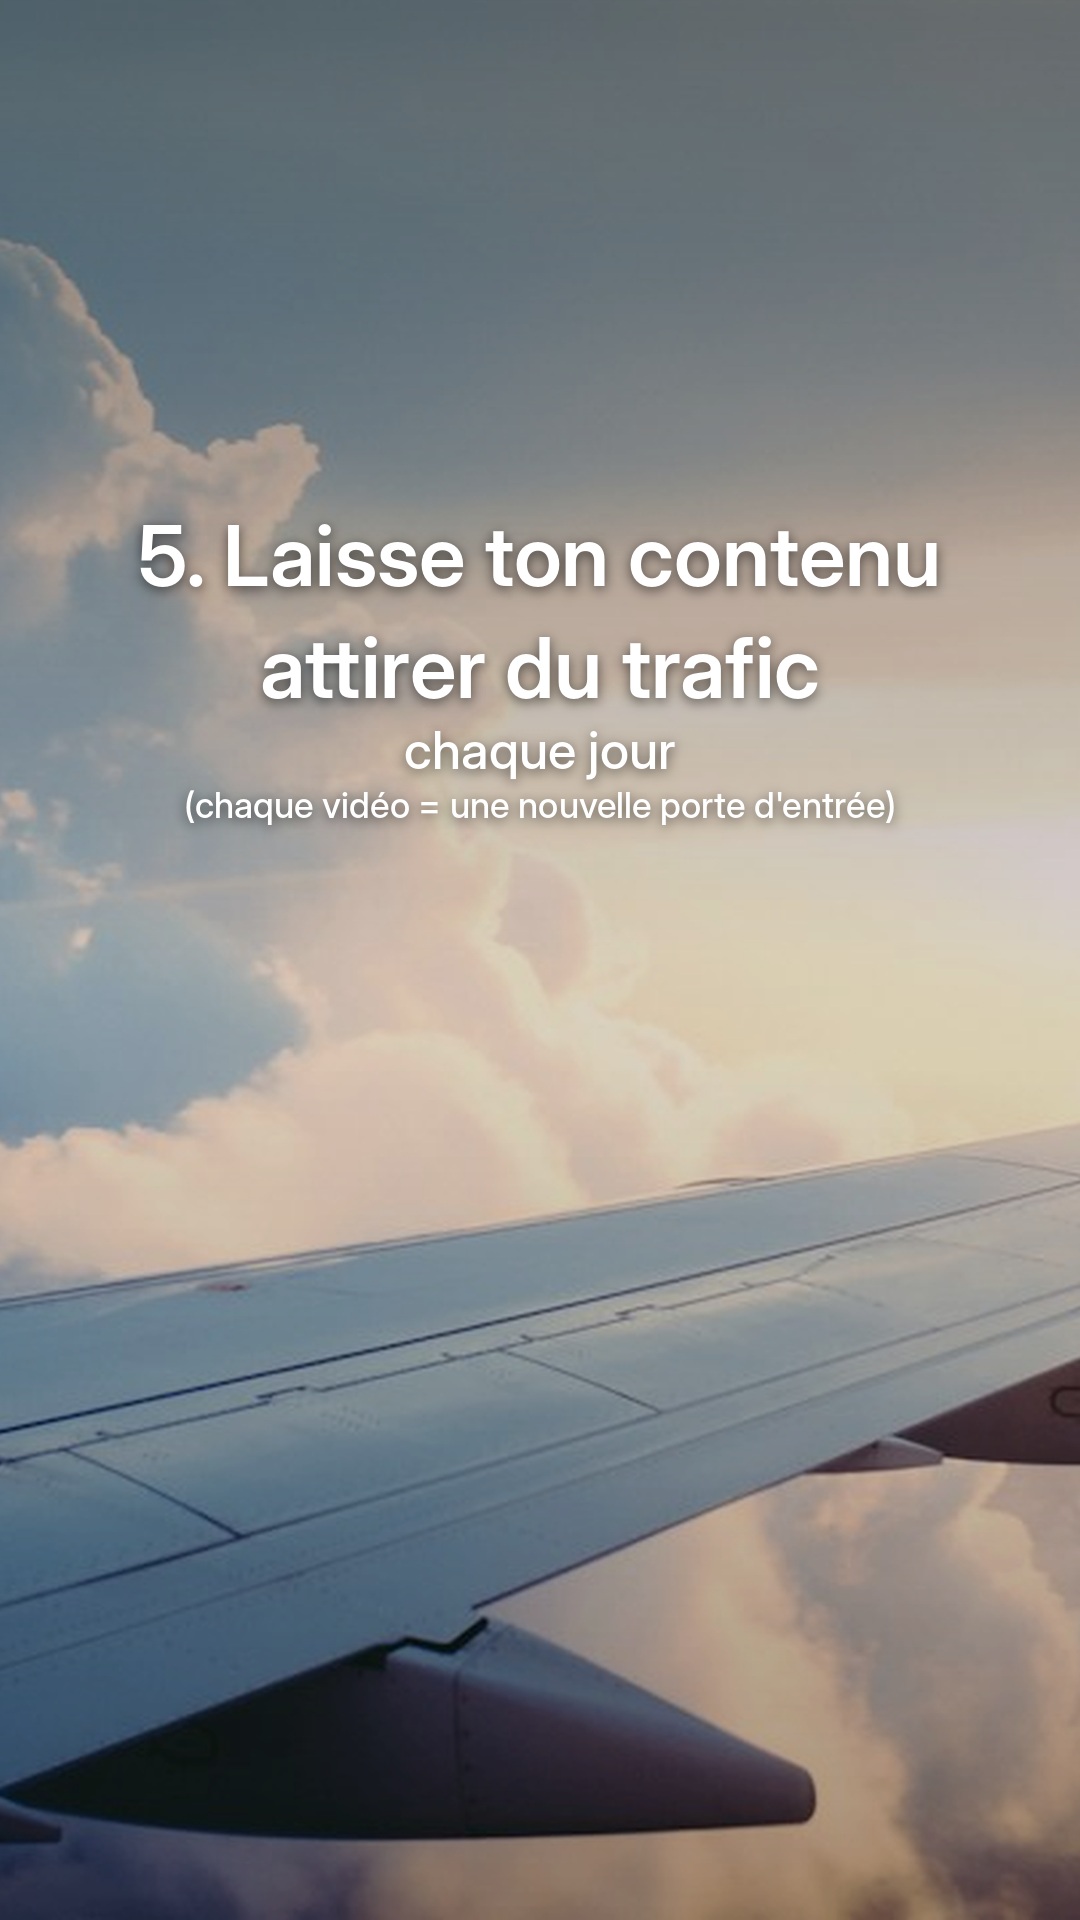 5. Laisse ton contenu
attirer du trafic
chaque jour
(chaque vidéo = une nouvelle porte d'entrée)